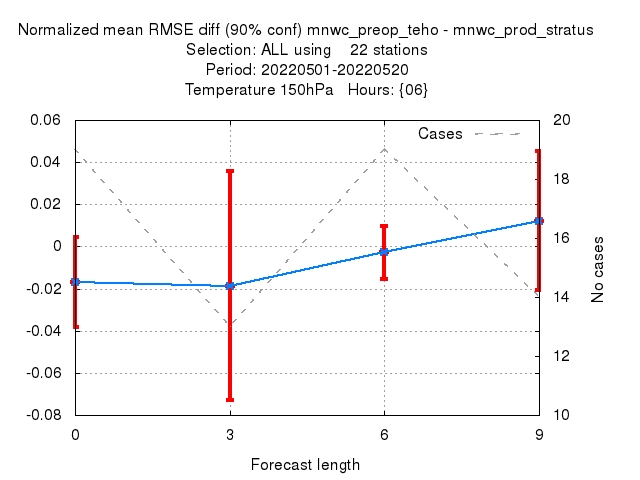 Normalized mean RMSE diff (90% conf) mnwc_preop_teho - mnwc_prod_stratus
Selection: ALL using    22 stations
Period: 20220501-20220520
Temperature 150hPa   Hours: {06}
Cases
0.06
0.04
0.02
0
-0.02
-0.04
-0.06
-0.08
20
18
16
14
12
10
No cases
0
3
6
9
Forecast length